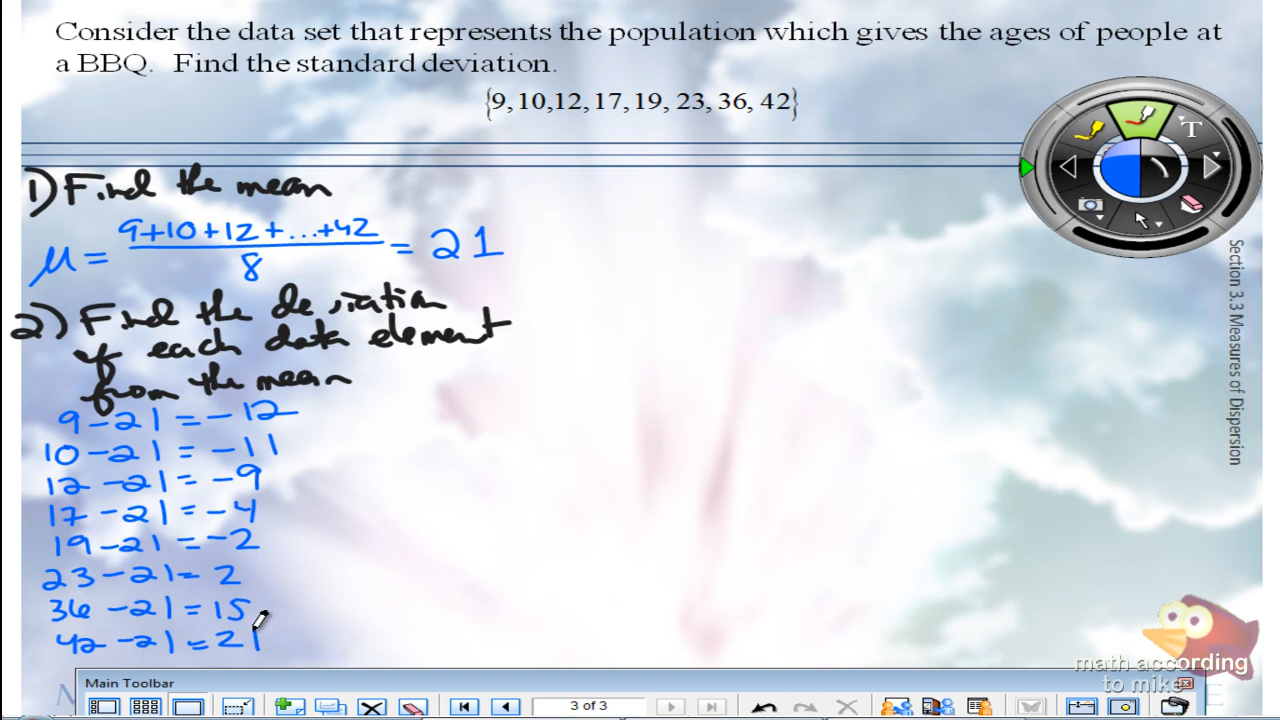 Consider the data set that represents the population which gives the ages of people at
a BBQ. Find the standard deviation.
{9, 10, 12, 17, 19, 23, 36, 42}
1) Find the mean
μ = 9+10+12+...+42 / 8 = 21
2) Find the deviation
of each data element
from the mean
9 - 21 = -12
10 - 21 = -11
12 - 21 = -9
17 - 21 = -4
19 - 21 = -2
23 - 21 = 2
36 - 21 = 15
42 - 21 = 21
T
Section 3.3 Measures of Dispersion
math according
to mike
Main Toolbar
3 of 3